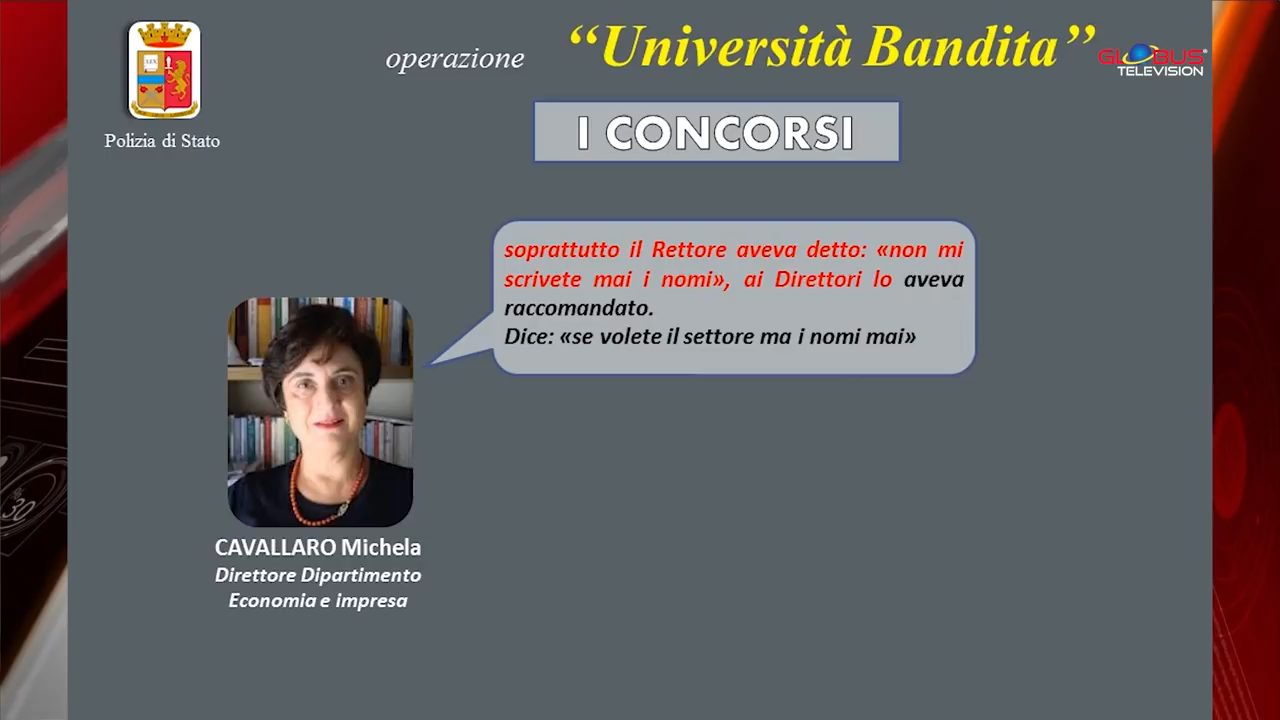 operazione “Università Bandita”
GLOBUS
TELEVISION
Polizia di Stato
I CONCORSI
soprattutto il Rettore aveva detto: «non mi
scrivete mai i nomi», ai Direttori lo aveva
raccomandato.
Dice: «se volete il settore ma i nomi mai»
CAVALLARO Michela
Direttore Dipartimento
Economia e impresa
30